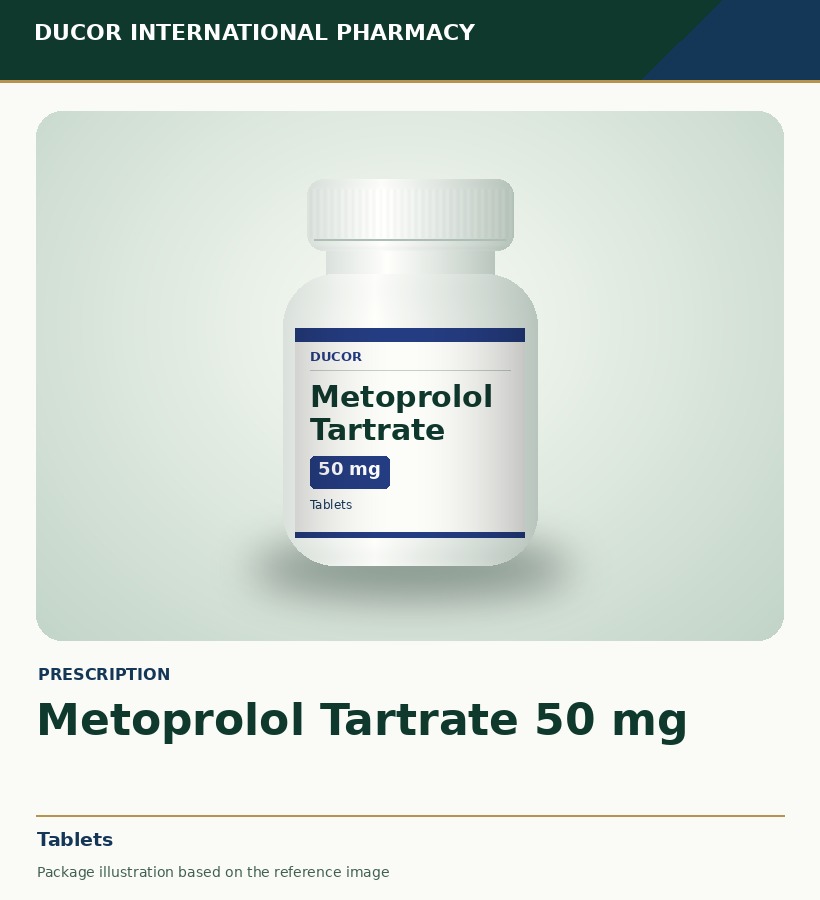 DUCOR INTERNATIONAL PHARMACY
DUCOR
Metoprolol
Tartrate
50 mg
Tablets
PRESCRIPTION
Metoprolol Tartrate 50 mg
Tablets
Package illustration based on the reference image